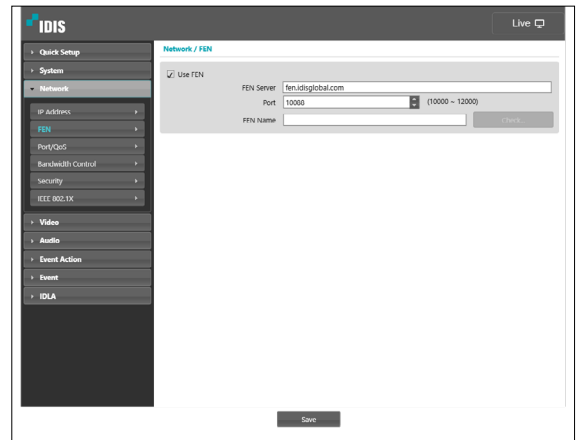 IDIS
Live
Quick Setup
System
Network
IP Address
FEN
Port/QoS
Bandwidth Control
Security
IEEE 802.1X
Video
Audio
Event Action
Event
IDLA
Network / FEN
Use FEN
FEN Server fen.idisglobal.com
Port 10088 (10000 ~ 12000)
FEN Name Check...
Save